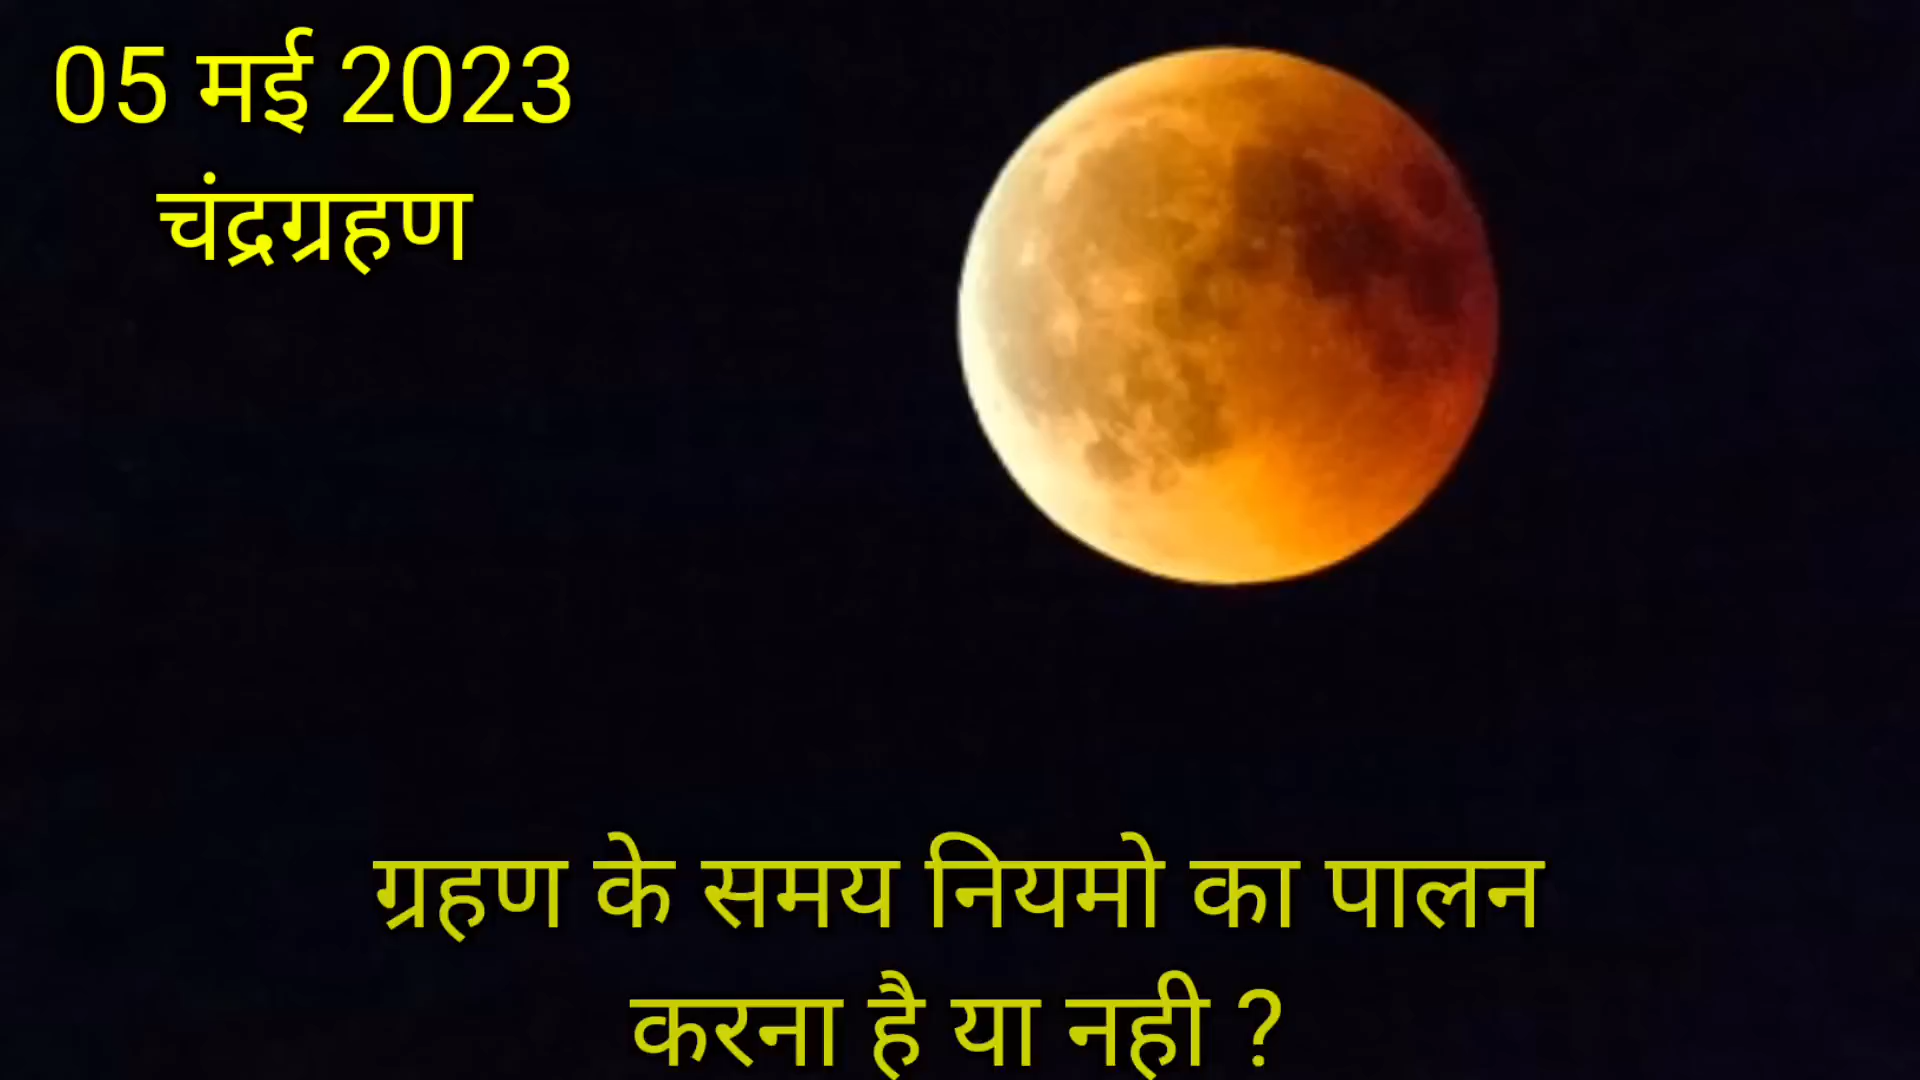 05 मई 2023
चंद्रग्रहण
ग्रहण के समय नियमो का पालन
करना है या नही ?